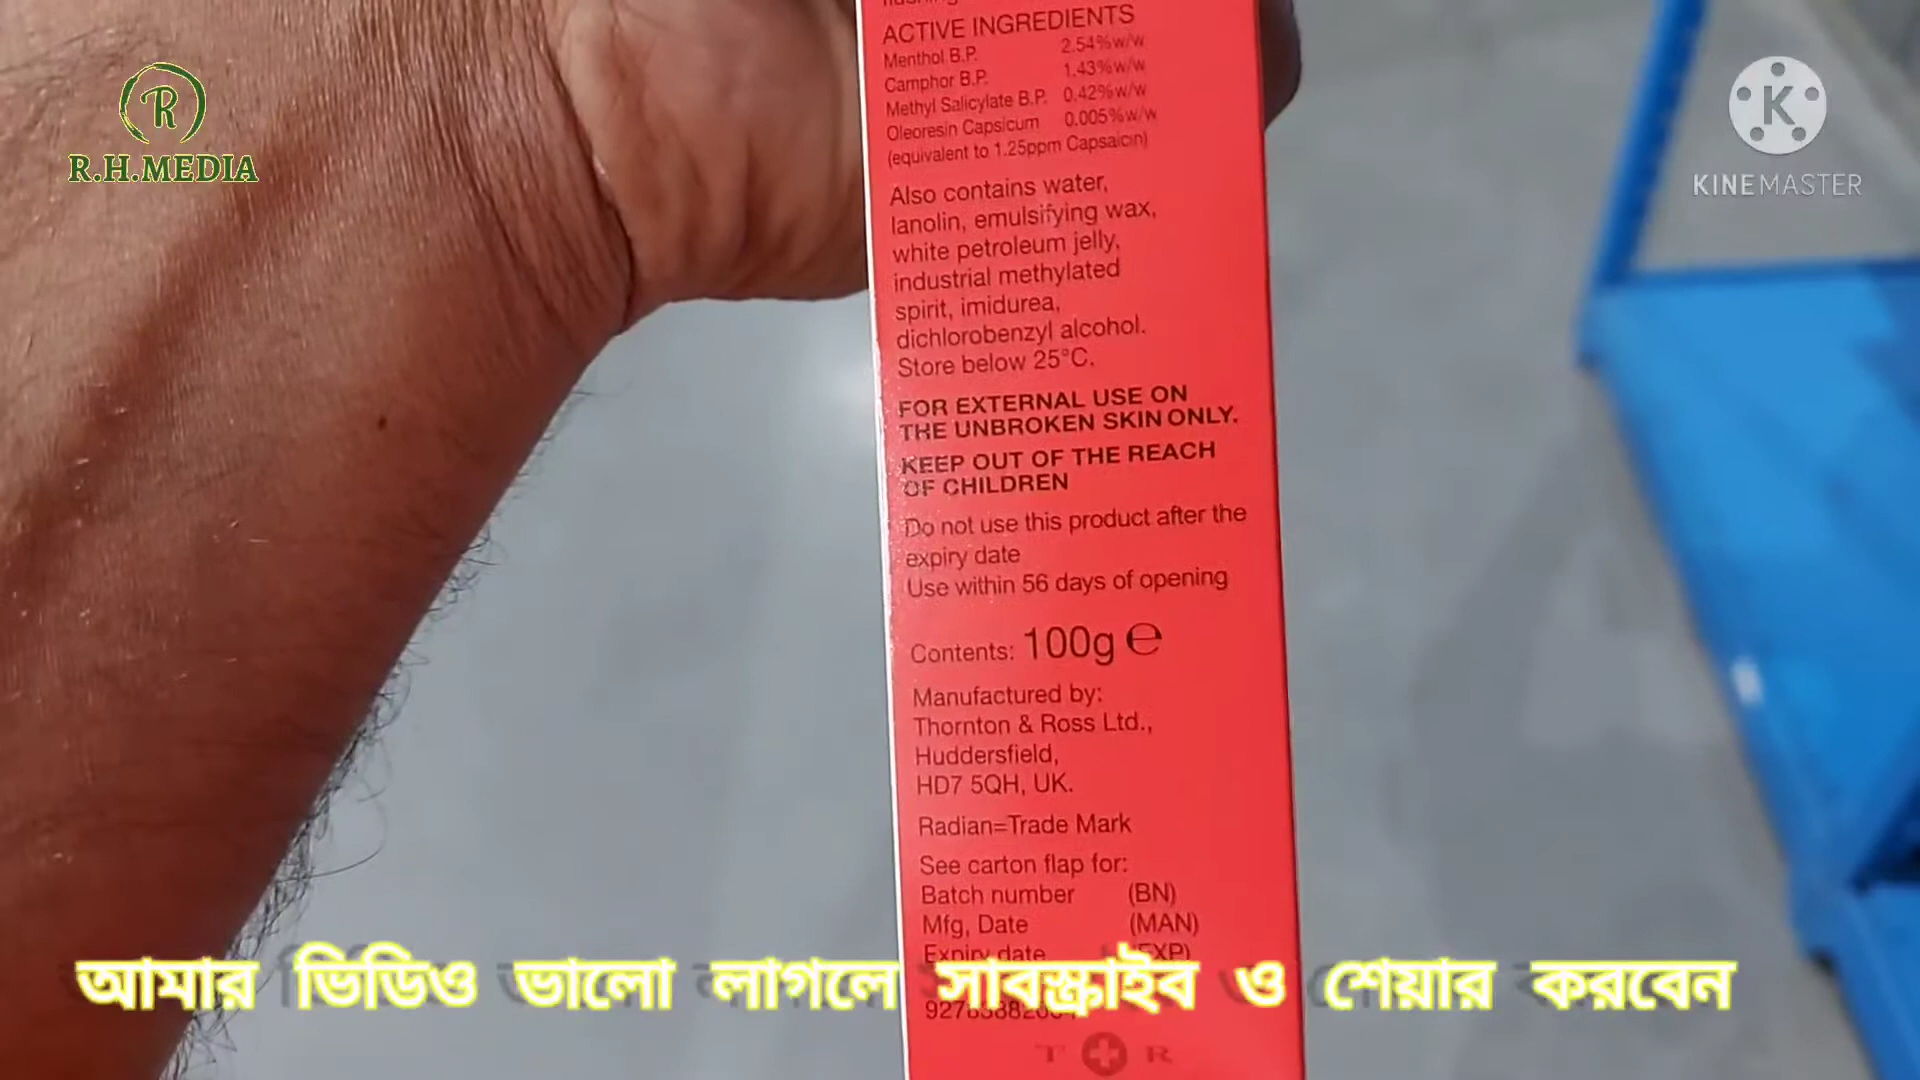 ACTIVE INGREDIENTS
Menthol B.P. 2.54%w/w
Camphor B.P. 1.43%w/w
Methyl Salicylate B.P. 0.42%w/w
Oleoresin Capsicum 0.005%w/w
(equivalent to 1.25ppm Capsaicin)
Also contains water,
lanolin, emulsifying wax,
white petroleum jelly,
industrial methylated
spirit, imidurea,
dichlorobenzyl alcohol.
Store below 25°C.
FOR EXTERNAL USE ON
THE UNBROKEN SKIN ONLY.
KEEP OUT OF THE REACH
OF CHILDREN
Do not use this product after the
expiry date
Use within 56 days of opening
Contents: 100g ℮
Manufactured by:
Thornton & Ross Ltd.,
Huddersfield,
HD7 5QH, UK.
Radian=Trade Mark
See carton flap for:
Batch number (BN)
Mfg, Date (MAN)
Expiry date (EXP)
T R
R
R.H.MEDIA
K
KINEMASTER
আমার ভিডিও ভালো লাগলে সাবস্ক্রাইব ও শেয়ার করবেন